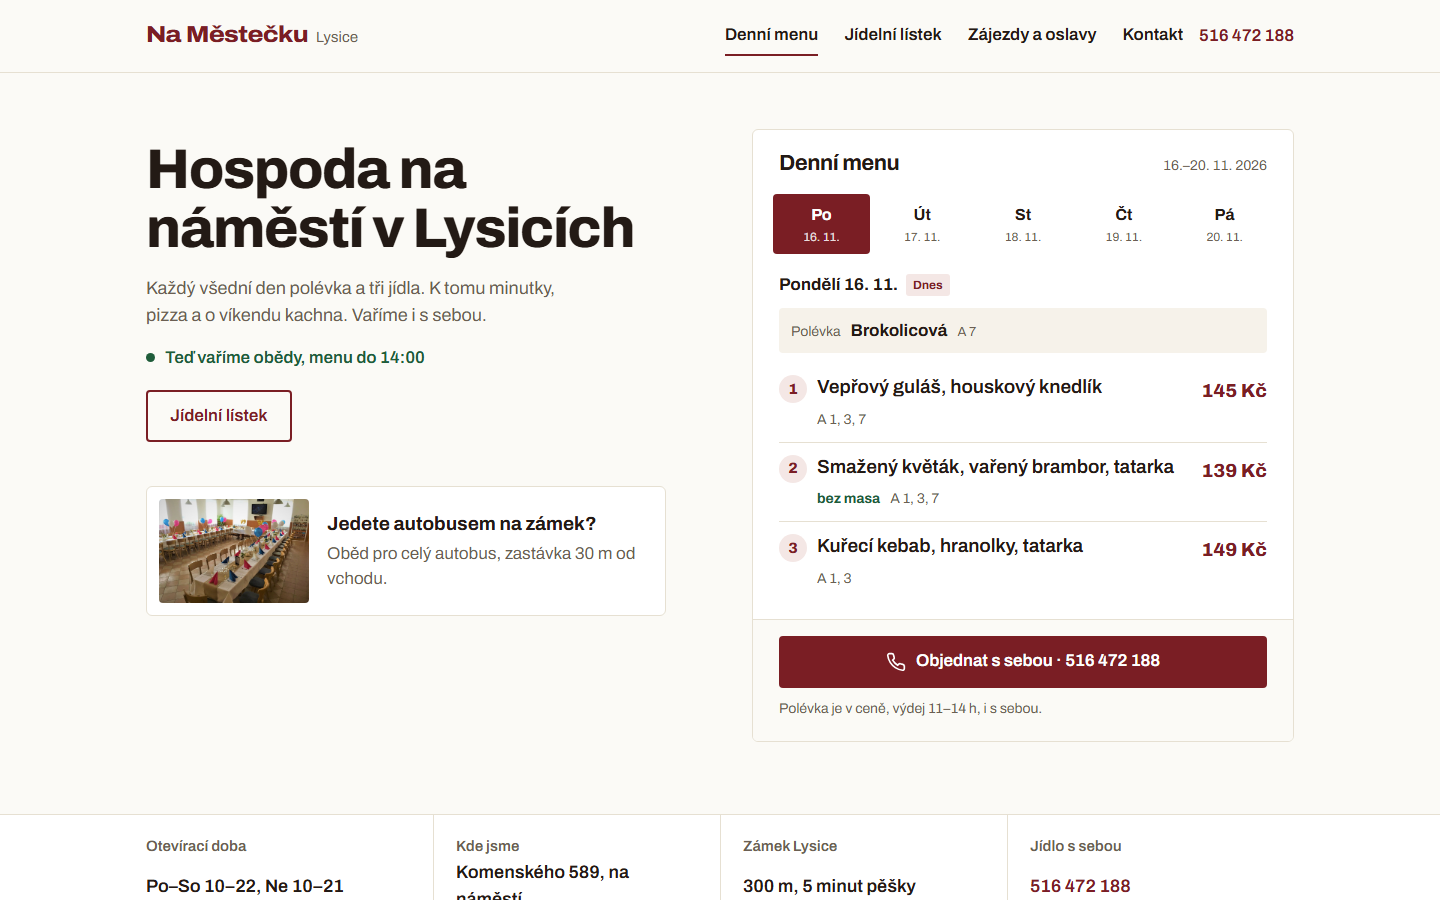 Na Městečku Lysice
Denní menu Jídelní lístek Zájezdy a oslavy Kontakt 516 472 188
Hospoda na
náměstí v Lysicích
Každý všední den polévka a tři jídla. K tomu minutky,
pizza a o víkendu kachna. Vaříme i s sebou.
Teď vaříme obědy, menu do 14:00
Jídelní lístek
Jedete autobusem na zámek?
Oběd pro celý autobus, zastávka 30 m od
vchodu.
Denní menu
16.–20. 11. 2026
Po
16. 11.
Út
17. 11.
St
18. 11.
Čt
19. 11.
Pá
20. 11.
Pondělí 16. 11. Dnes
Polévka Brokolicová A 7
1 Vepřový guláš, houskový knedlík 145 Kč
A 1, 3, 7
2 Smažený květák, vařený brambor, tatarka 139 Kč
bez masa A 1, 3, 7
3 Kuřecí kebab, hranolky, tatarka 149 Kč
A 1, 3
Objednat s sebou · 516 472 188
Polévka je v ceně, výdej 11–14 h, i s sebou.
Otevírací doba
Po–So 10–22, Ne 10–21
Kde jsme
Komenského 589, na
náměstí
Zámek Lysice
300 m, 5 minut pěšky
Jídlo s sebou
516 472 188